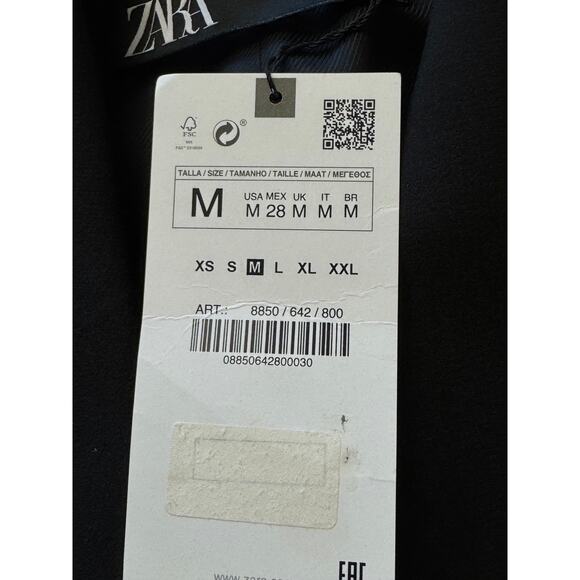 ZARA
FSC
®
TALLA / SIZE / TAMANHO / TAILLE / MAAT / ΜΕΓΕΘΟΣ
M USA MEX UK IT BR
M 28 M M M
XS S M L XL XXL
ART.: 8850 / 642 / 800
08850642800030
EAC